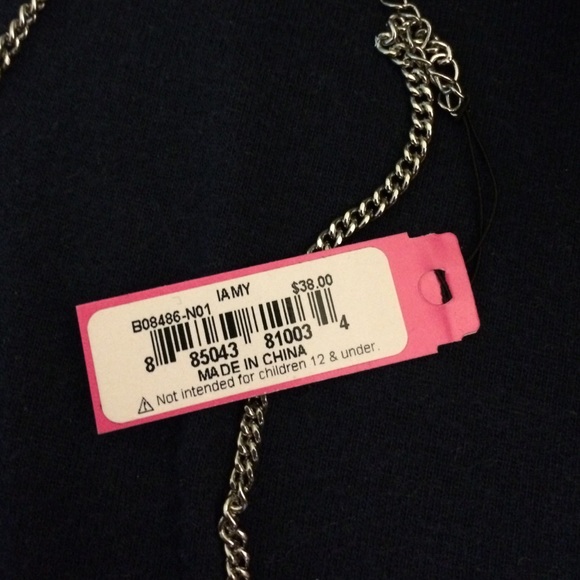 IAMY
B08486-N01 $38.00
8 85043 81003 4
MADE IN CHINA
⚠ Not intended for children 12 & under.